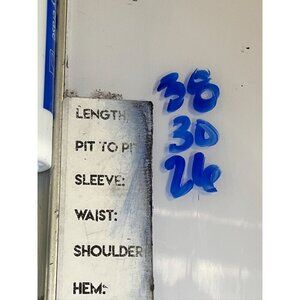 LENGTH: 38
PIT TO PI 30
SLEEVE: 26
WAIST:
SHOULDER
HEM: